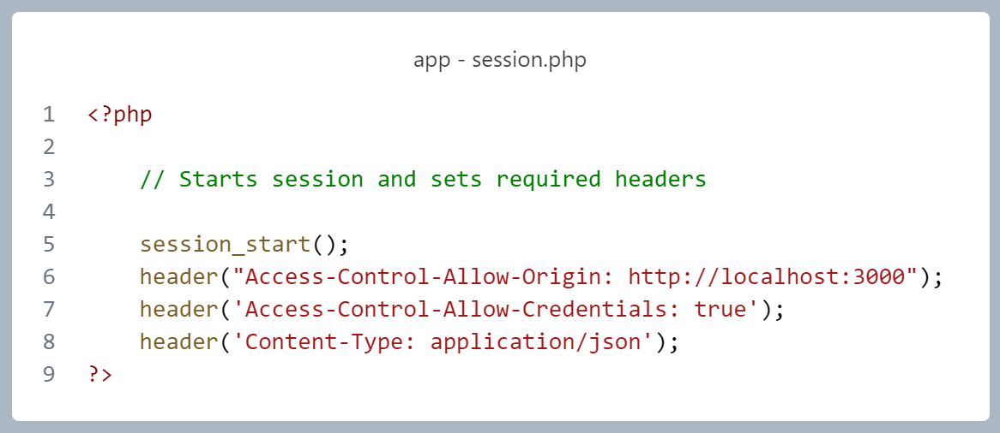 app - session.php
1 <?php
2
3 // Starts session and sets required headers
4
5 session_start();
6 header("Access-Control-Allow-Origin: http://localhost:3000");
7 header('Access-Control-Allow-Credentials: true');
8 header('Content-Type: application/json');
9 ?>